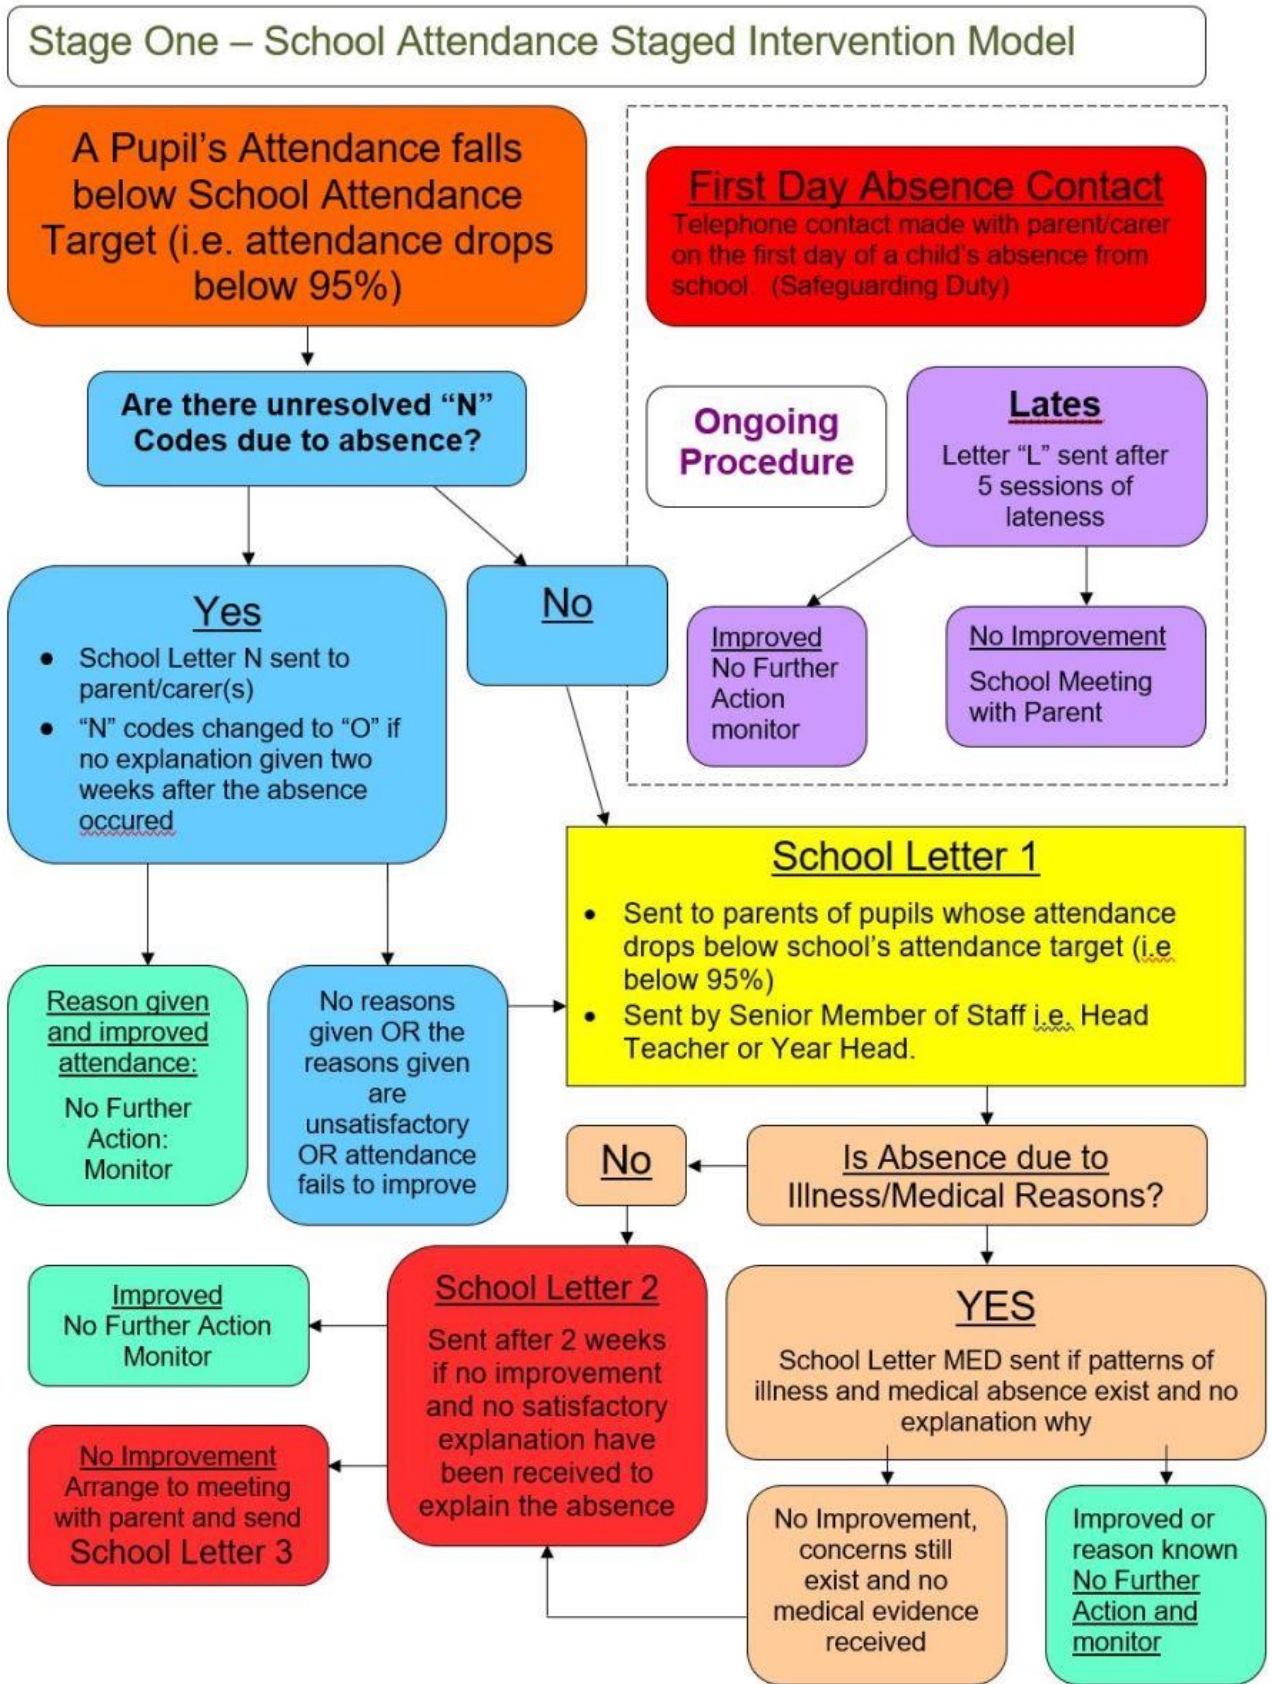 Stage One – School Attendance Staged Intervention Model
A Pupil’s Attendance falls
below School Attendance
Target (i.e. attendance drops
below 95%)
First Day Absence Contact
Telephone contact made with parent/carer
on the first day of a child’s absence from
school.  (Safeguarding Duty)
Are there unresolved “N”
Codes due to absence?
Ongoing
Procedure
Lates
Letter “L” sent after
5 sessions of
lateness
Yes
● School Letter N sent to
parent/carer(s)
● “N” codes changed to “O” if
no explanation given two
weeks after the absence
occured
No
Improved
No Further
Action
monitor
No Improvement
School Meeting
with Parent
School Letter 1
• Sent to parents of pupils whose attendance
drops below school’s attendance target (i.e
below 95%)
• Sent by Senior Member of Staff i.e. Head
Teacher or Year Head.
Reason given
and improved
attendance:
No Further
Action:
Monitor
No reasons
given OR the
reasons given
are
unsatisfactory
OR attendance
fails to improve
No
Is Absence due to
Illness/Medical Reasons?
Improved
No Further Action
Monitor
School Letter 2
Sent after 2 weeks
if no improvement
and no satisfactory
explanation have
been received to
explain the absence
YES
School Letter MED sent if patterns of
illness and medical absence exist and no
explanation why
No Improvement
Arrange to meeting
with parent and send
School Letter 3
No Improvement,
concerns still
exist and no
medical evidence
received
Improved or
reason known
No Further
Action and
monitor